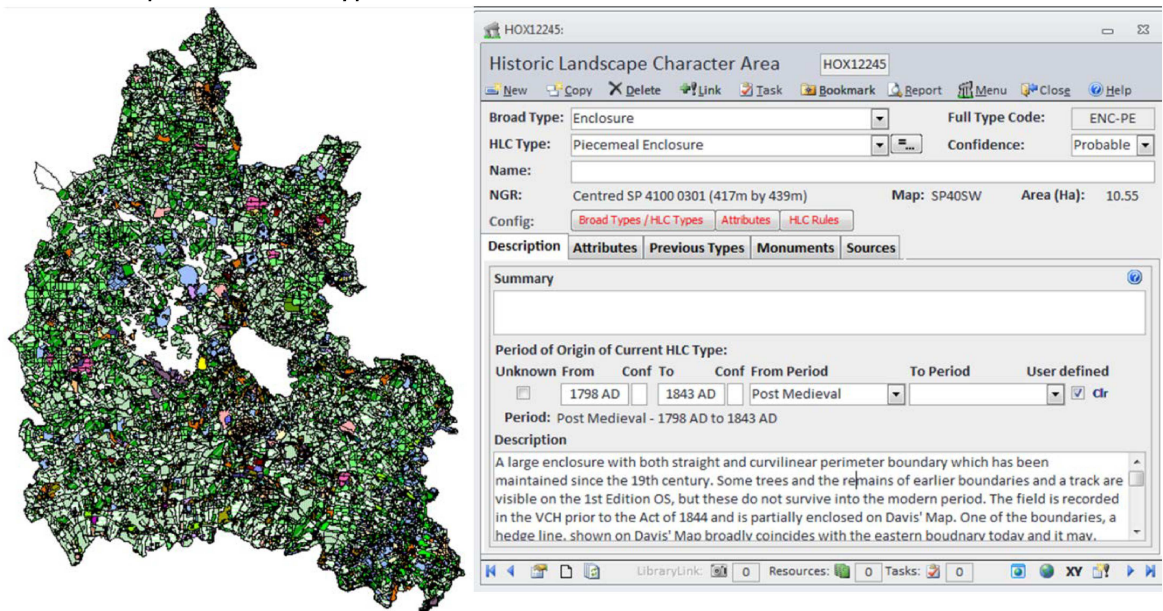 HOX12245:
Historic Landscape Character Area HOX12245
New Copy Delete Link Task Bookmark Report Menu Close Help
Broad Type: Enclosure Full Type Code: ENC-PE
HLC Type: Piecemeal Enclosure =... Confidence: Probable
Name:
NGR: Centred SP 4100 0301 (417m by 439m) Map: SP40SW Area (Ha): 10.55
Config: Broad Types / HLC Types Attributes HLC Rules
Description Attributes Previous Types Monuments Sources
Summary
Period of Origin of Current HLC Type:
Unknown From Conf To Conf From Period To Period User defined
1798 AD 1843 AD Post Medieval Clr
Period: Post Medieval - 1798 AD to 1843 AD
Description
A large enclosure with both straight and curvilinear perimeter boundary which has been
maintained since the 19th century. Some trees and the remains of earlier boundaries and a track are
visible on the 1st Edition OS, but these do not survive into the modern period. The field is recorded
in the VCH prior to the Act of 1844 and is partially enclosed on Davis' Map. One of the boundaries, a
hedge line, shown on Davis' Map broadly coincides with the eastern boudnary today and it may,
LibraryLink: 0 Resources: 0 Tasks: 0 XY